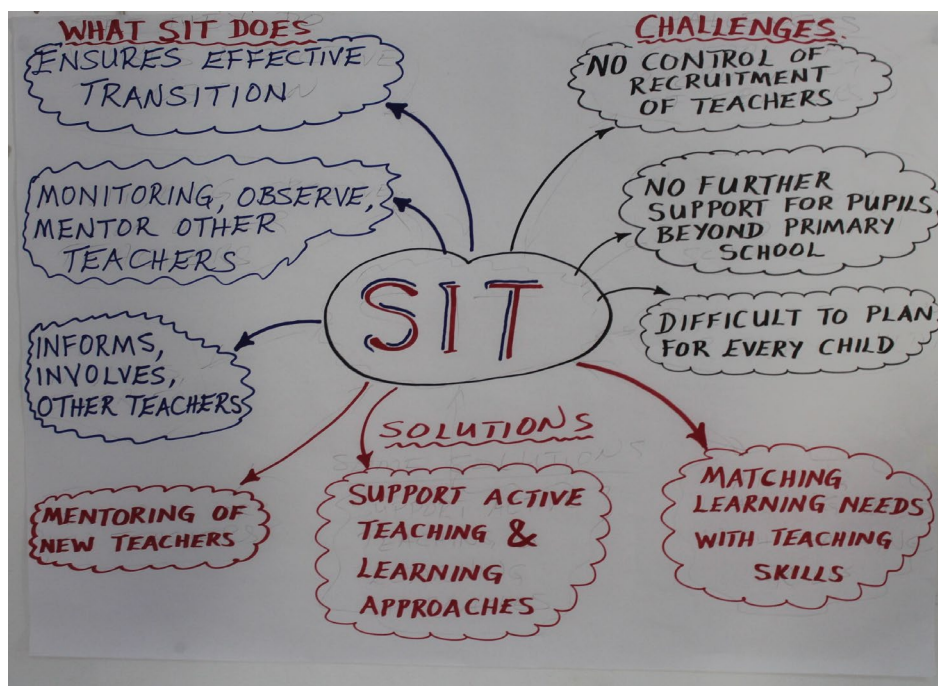 WHAT SIT DOES
ENSURES EFFECTIVE
TRANSITION
MONITORING, OBSERVE,
MENTOR OTHER
TEACHERS
INFORMS,
INVOLVES,
OTHER TEACHERS
CHALLENGES.
NO CONTROL OF
RECRUITMENT
OF TEACHERS
NO FURTHER
SUPPORT FOR PUPILS
BEYOND PRIMARY
SCHOOL
DIFFICULT TO PLAN
FOR EVERY CHILD
SIT
SOLUTIONS
MENTORING OF
NEW TEACHERS
SUPPORT ACTIVE
TEACHING &
LEARNING
APPROACHES
MATCHING
LEARNING NEEDS
WITH TEACHING
SKILLS